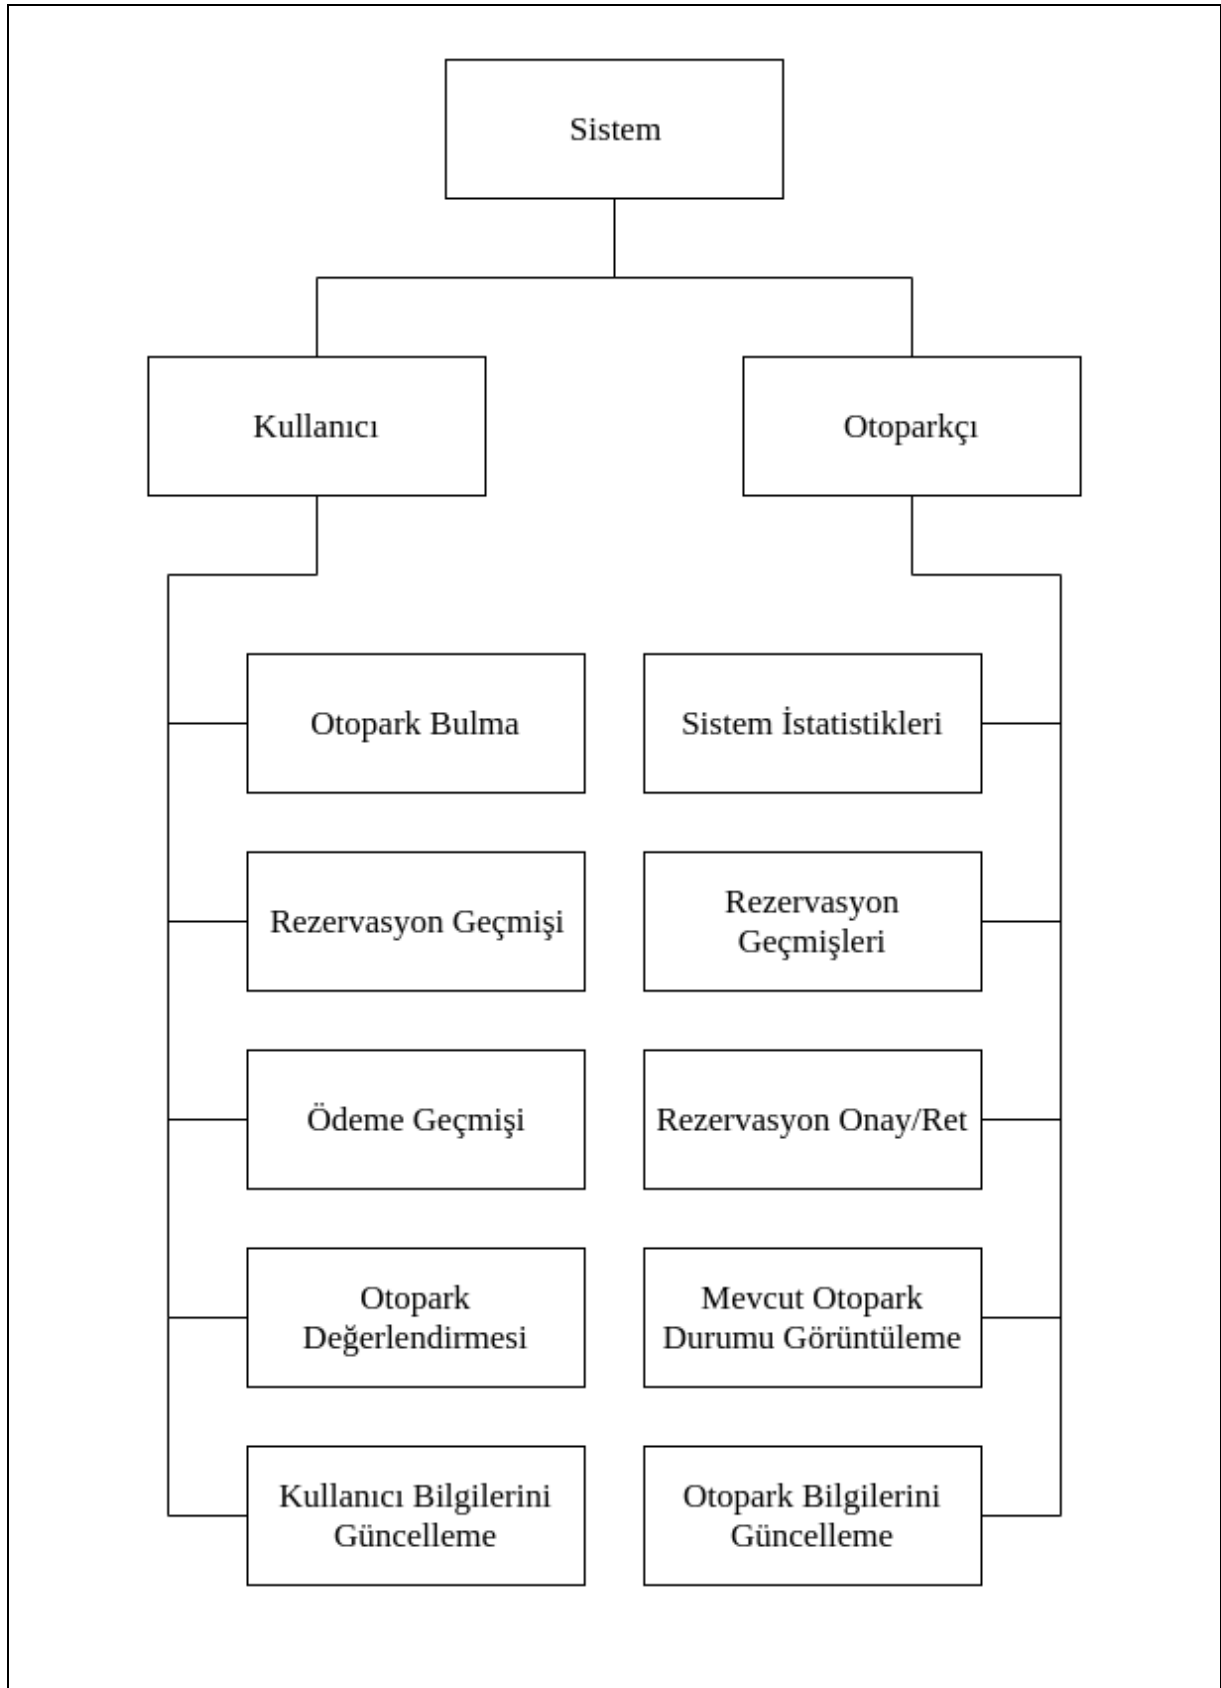 Sistem
Kullanıcı
Otoparkçı
Otopark Bulma
Sistem İstatistikleri
Rezervasyon Geçmişi
Rezervasyon
Geçmişleri
Ödeme Geçmişi
Rezervasyon Onay/Ret
Otopark
Değerlendirmesi
Mevcut Otopark
Durumu Görüntüleme
Kullanıcı Bilgilerini
Güncelleme
Otopark Bilgilerini
Güncelleme